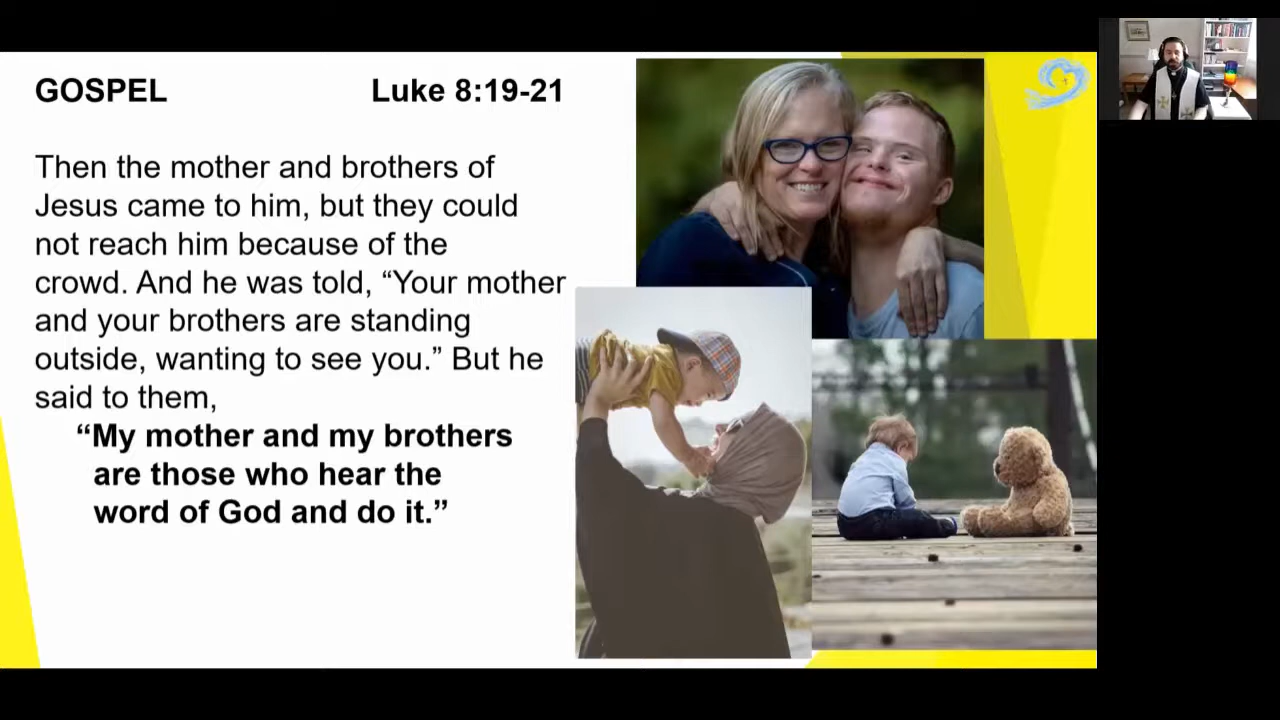 GOSPEL Luke 8:19-21
Then the mother and brothers of
Jesus came to him, but they could
not reach him because of the
crowd. And he was told, “Your mother
and your brothers are standing
outside, wanting to see you.” But he
said to them,
“My mother and my brothers
are those who hear the
word of God and do it.”